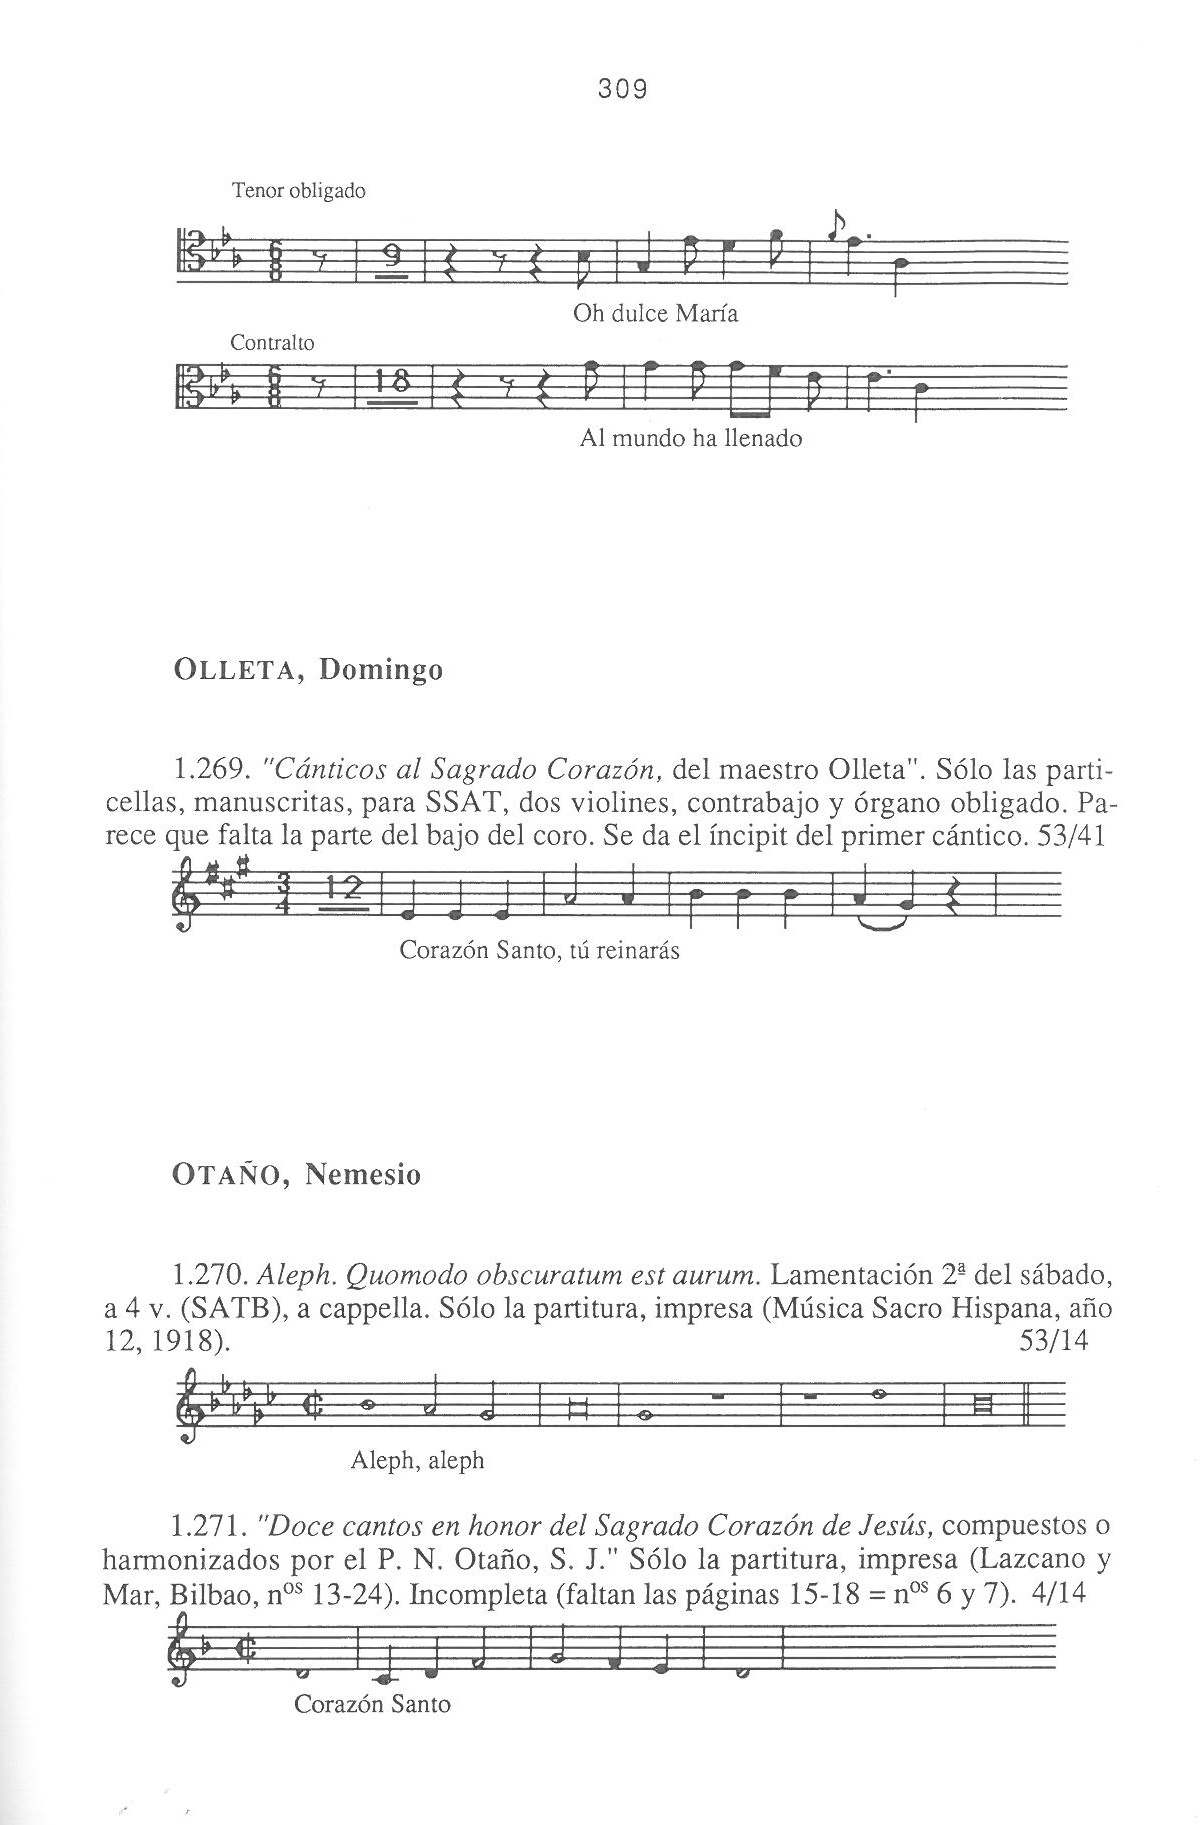 309
Tenor obligado
6
8
9
Oh dulce María
Contralto
6
8
18
Al mundo ha llenado
OLLETA, Domingo
1.269. "Cánticos al Sagrado Corazón, del maestro Olleta". Sólo las parti-
cellas, manuscritas, para SSAT, dos violines, contrabajo y órgano obligado. Pa-
rece que falta la parte del bajo del coro. Se da el íncipit del primer cántico. 53/41
3
4
12
Corazón Santo, tú reinarás
OTAÑO, Nemesio
1.270. Aleph. Quomodo obscuratum est aurum. Lamentación 2ª del sábado,
a 4 v. (SATB), a cappella. Sólo la partitura, impresa (Música Sacro Hispana, año
12, 1918). 53/14
Aleph, aleph
1.271. "Doce cantos en honor del Sagrado Corazón de Jesús, compuestos o
harmonizados por el P. N. Otaño, S. J." Sólo la partitura, impresa (Lazcano y
Mar, Bilbao, nos 13-24). Incompleta (faltan las páginas 15-18 = nos 6 y 7). 4/14
Corazón Santo